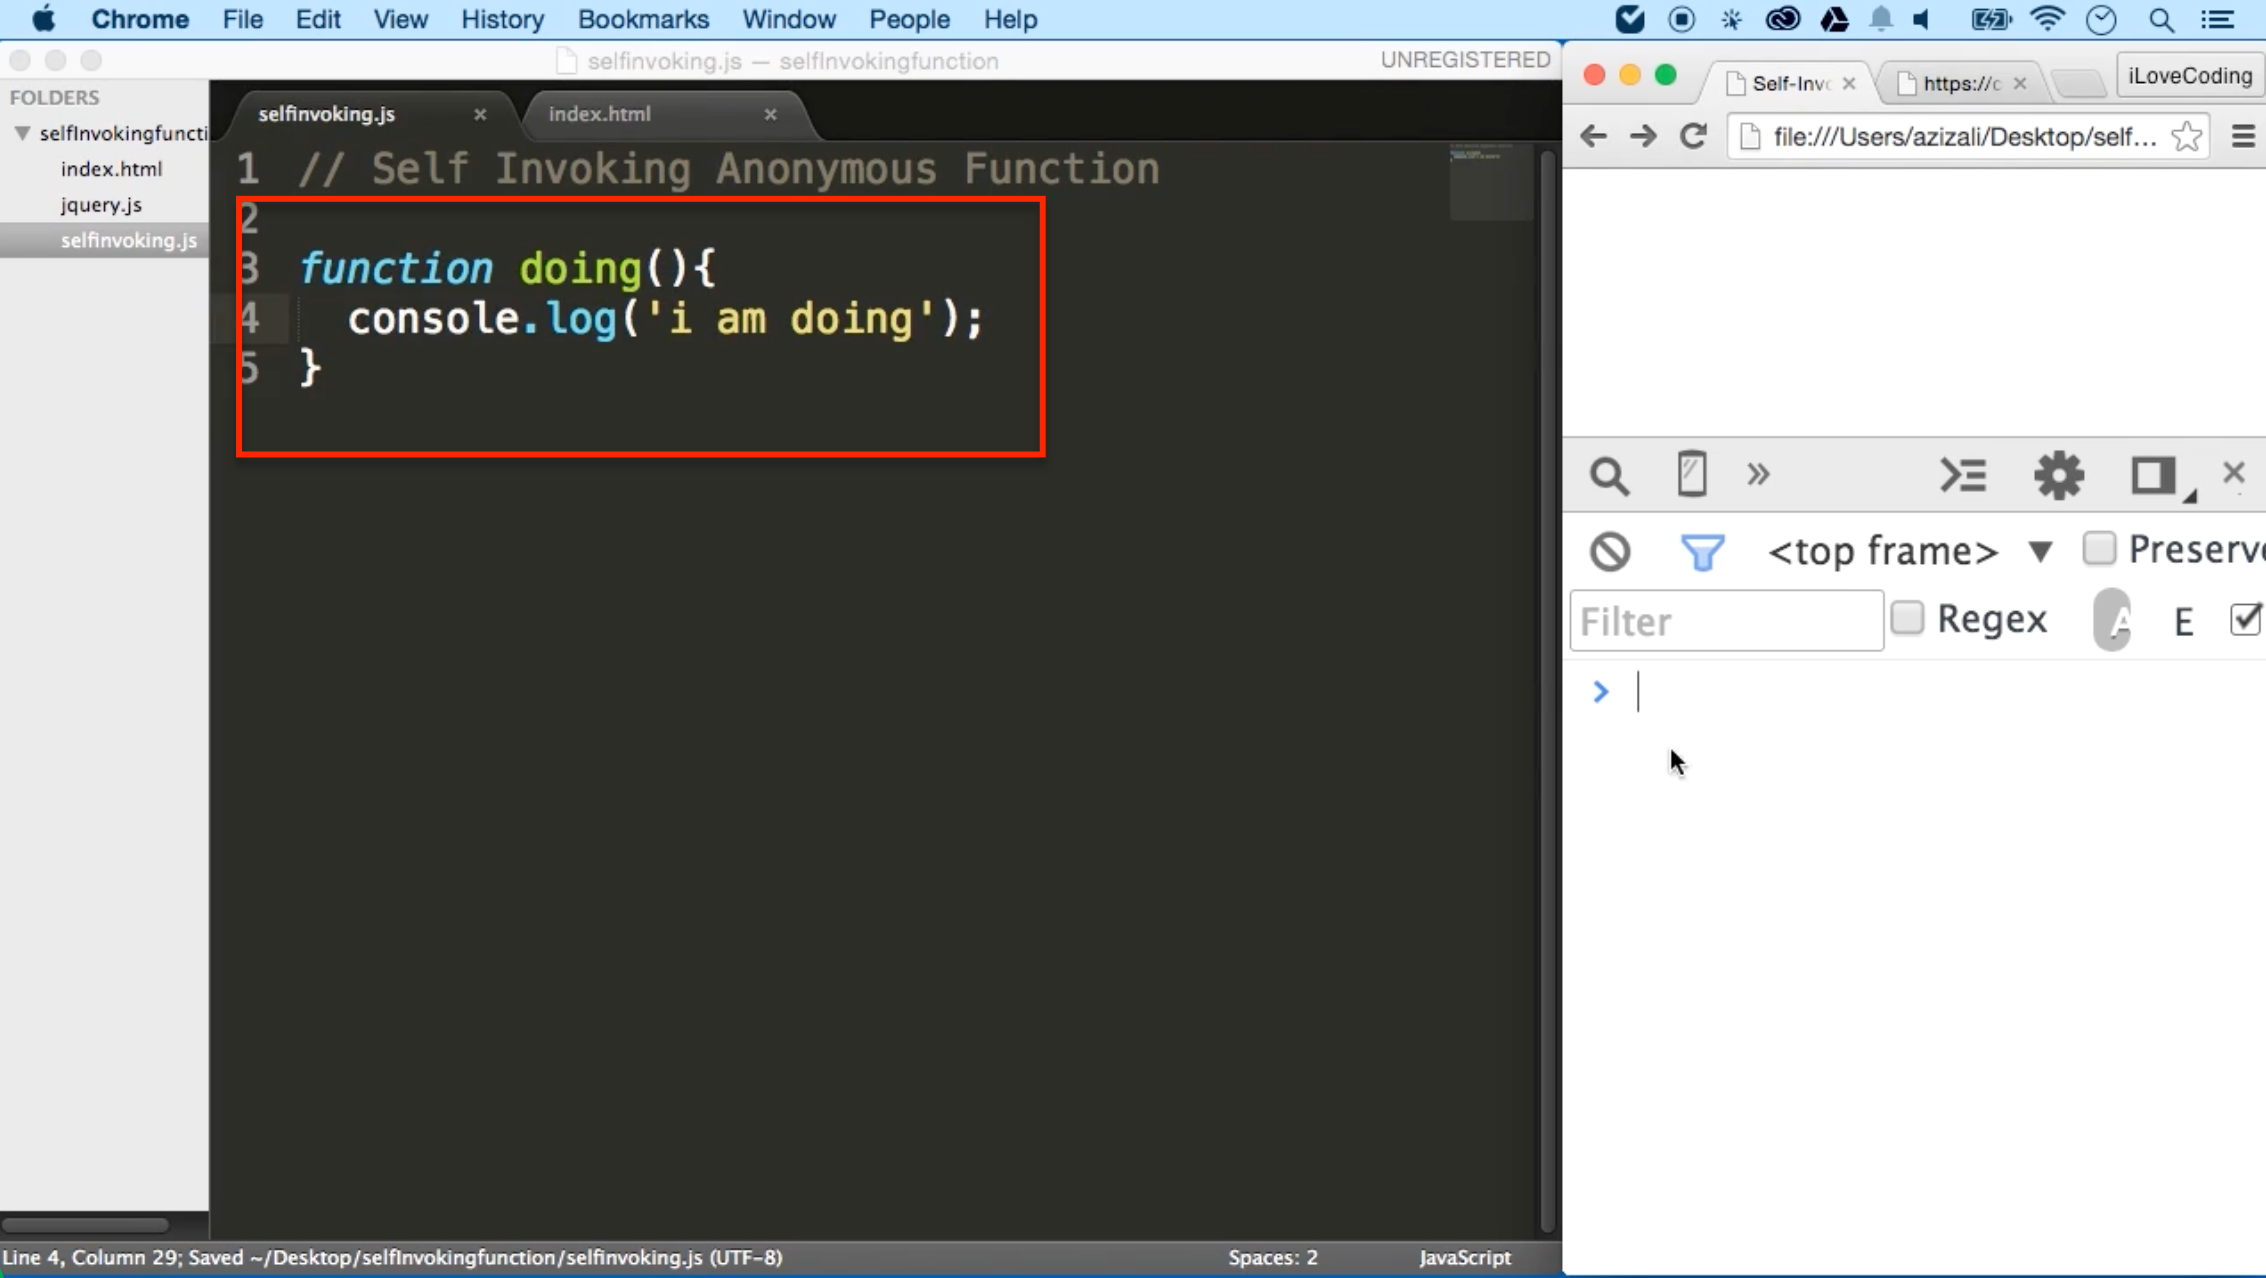 Chrome File Edit View History Bookmarks Window People Help
selfinvoking.js — selfInvokingfunction
UNREGISTERED
FOLDERS
selfInvokingfuncti
index.html
jquery.js
selfinvoking.js
selfinvoking.js × index.html ×
1 // Self Invoking Anonymous Function
2
3 function doing(){
4 console.log('i am doing');
5 }
Line 4, Column 29; Saved ~/Desktop/selfInvokingfunction/selfinvoking.js (UTF-8)
Spaces: 2
JavaScript
Self-Inv × https://c × iLoveCoding
file:///Users/azizali/Desktop/self...
<top frame> ▼ Preserv
Filter Regex A E
>